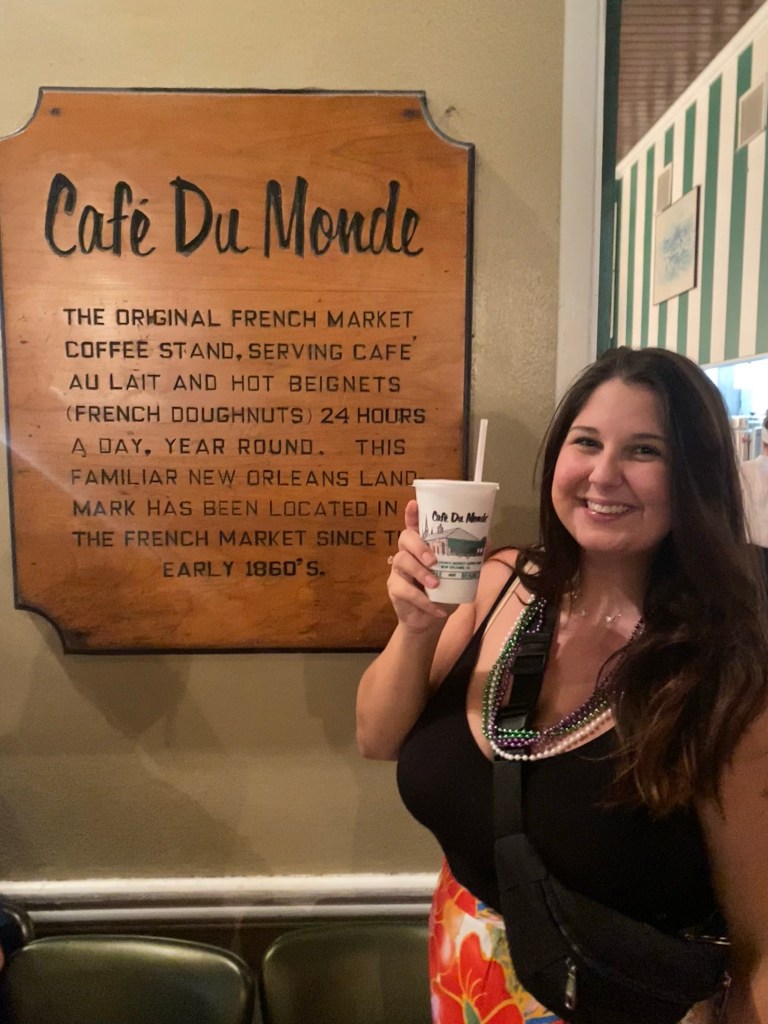 Café Du Monde
THE ORIGINAL FRENCH MARKET
COFFEE STAND, SERVING CAFE'
AU LAIT AND HOT BEIGNETS
(FRENCH DOUGHNUTS) 24 HOURS
A DAY, YEAR ROUND. THIS
FAMILIAR NEW ORLEANS LAND
MARK HAS BEEN LOCATED IN
THE FRENCH MARKET SINCE
EARLY 1860'S.
Café Du Monde